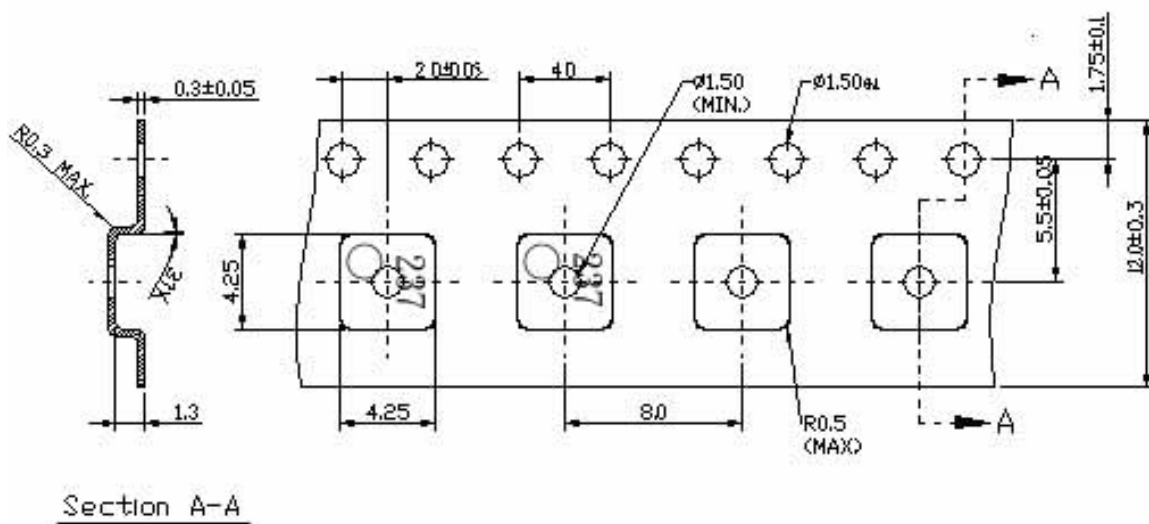 2.0±0.05
4.0
Ø1.50
(MIN.)
Ø1.50
A
1.75±0.1
0.3±0.05
R0.3 MAX.
5.5±0.05
12.0±0.3
4.25
237
237
1.3
4.25
8.0
R0.5
(MAX)
A
Section A-A